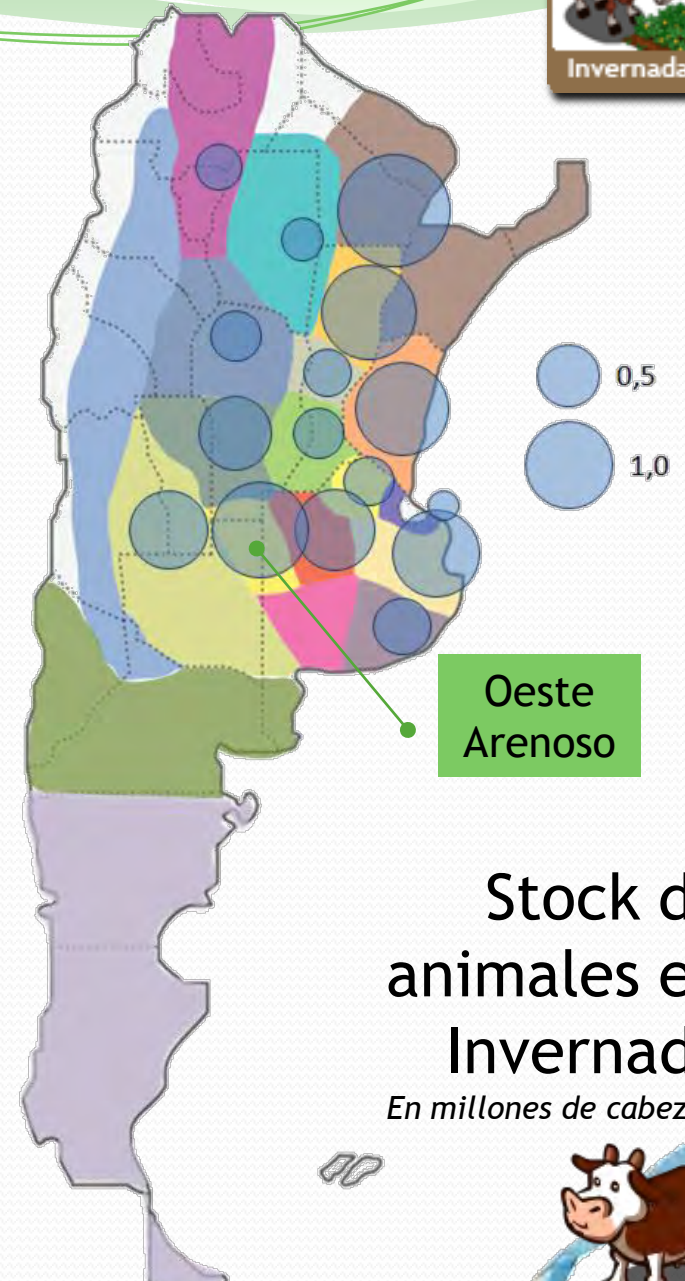 Invernada
0,5
1,0
Oeste
Arenoso
Stock d
animales e
Invernad
En millones de cabez